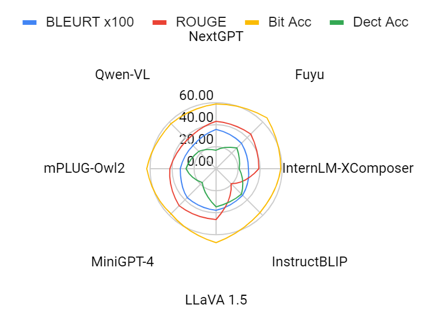 BLEURT x100 ROUGE Bit Acc Dect Acc
NextGPT
Qwen-VL Fuyu
60.00
40.00
20.00
0.00
mPLUG-Owl2 InternLM-XComposer
MiniGPT-4 InstructBLIP
LLaVA 1.5